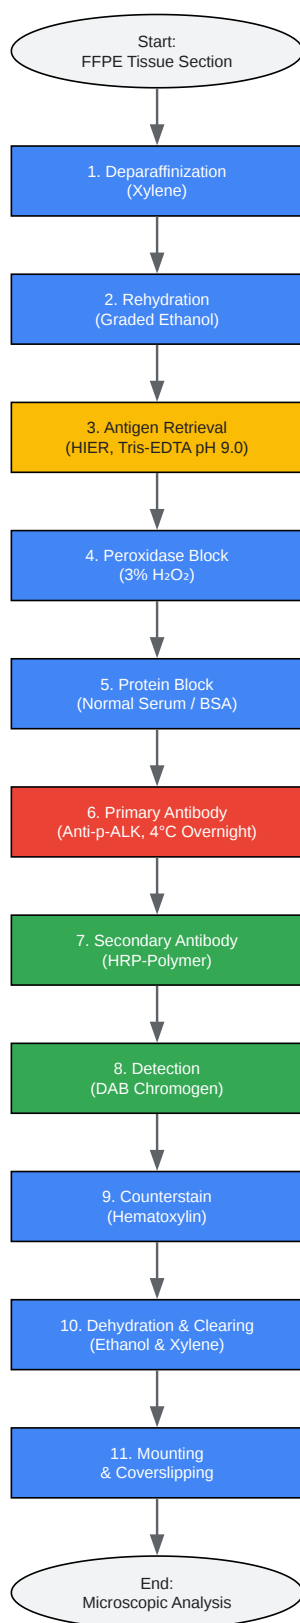 Start:
FFPE Tissue Section
1. Deparaffinization
(Xylene)
2. Rehydration
(Graded Ethanol)
3. Antigen Retrieval
(HIER, Tris-EDTA pH 9.0)
4. Peroxidase Block
(3% H₂O₂)
5. Protein Block
(Normal Serum / BSA)
6. Primary Antibody
(Anti-p-ALK, 4°C Overnight)
7. Secondary Antibody
(HRP-Polymer)
8. Detection
(DAB Chromogen)
9. Counterstain
(Hematoxylin)
10. Dehydration & Clearing
(Ethanol & Xylene)
11. Mounting
& Coverslipping
End:
Microscopic Analysis